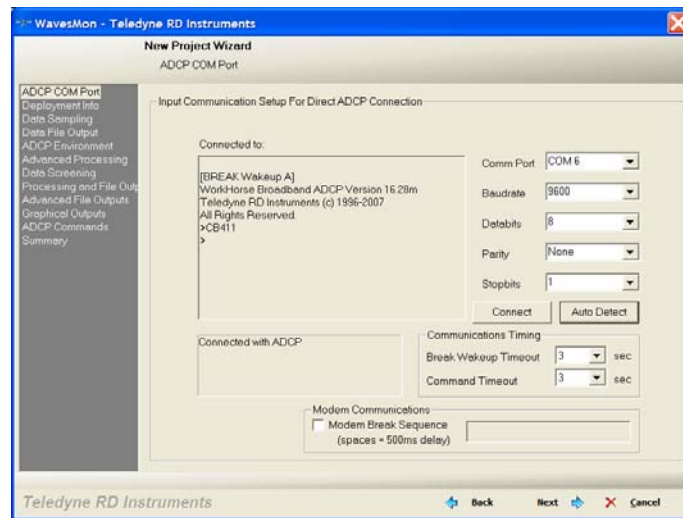 WavesMon - Teledyne RD Instruments
New Project Wizard
ADCP COM Port
ADCP COM Port
Deployment Info
Data Sampling
Data File Output
ADCP Environment
Advanced Processing
Data Screening
Processing and File Outp
Advanced File Outputs
Graphical Outputs
ADCP Commands
Summary
Input Communication Setup For Direct ADCP Connection
Connected to:
[BREAK Wakeup A]
WorkHorse Broadband ADCP Version 16.28m
Teledyne RD Instruments (c) 1996-2007
All Rights Reserved.
>CB411
>
Comm Port COM 6
Baudrate 9600
Databits 8
Parity None
Stopbits 1
Connect Auto Detect
Connected with ADCP
Communications Timing
Break Wakeup Timeout 3 sec
Command Timeout 3 sec
Modem Communications
Modem Break Sequence
(spaces = 500ms delay)
Teledyne RD Instruments
Back Next Cancel